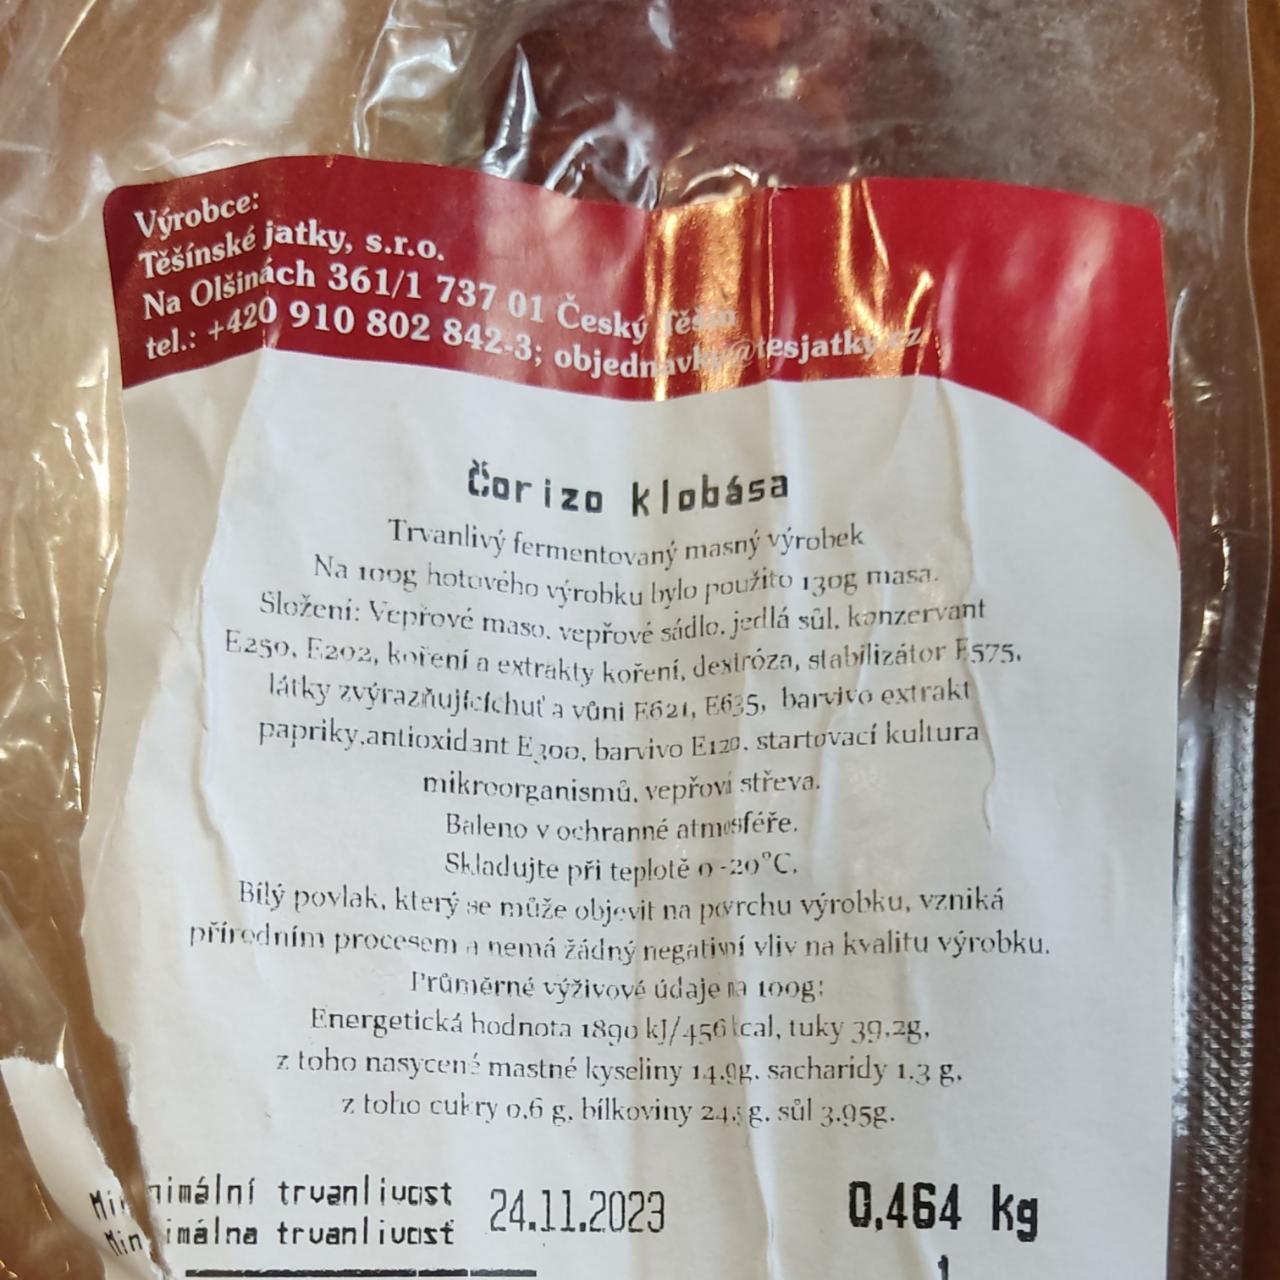 Výrobce:
Těšínské jatky, s.r.o.
Na Olšinách 361/1 737 01 Český Těšín
tel.: +420 910 802 842-3; objednavky@tesjatky.cz
Čorizo klobása
Trvanlivý fermentovaný masný výrobek
Na 100g hotového výrobku bylo použito 130g masa.
Složení: Vepřové maso, vepřové sádlo, jedlá sůl, konzervant
E250, E202, koření a extrakty koření, dextróza, stabilizátor E575,
látky zvýrazňujícíchuť a vůni E621, E635, barvivo extrakt
papriky,antioxidant E300, barvivo E120, startovací kultura
mikroorganismů, vepřoví střeva.
Baleno v ochranné atmosféře.
Skladujte při teplotě 0 -20°C.
Bílý povlak, který se může objevit na povrchu výrobku, vzniká
přírodním procesem a nemá žádný negativní vliv na kvalitu výrobku.
Průměrné výživové údaje na 100g:
Energetická hodnota 1890 kJ/456 kcal, tuky 39,2g,
z toho nasycené mastné kyseliny 14,9g, sacharidy 1,3 g,
z toho cukry 0,6 g, bílkoviny g, sůl 3,95g.
Minimální trvanlivost 24.11.2023 0,464 kg
Minimálna trvanlivosť
1